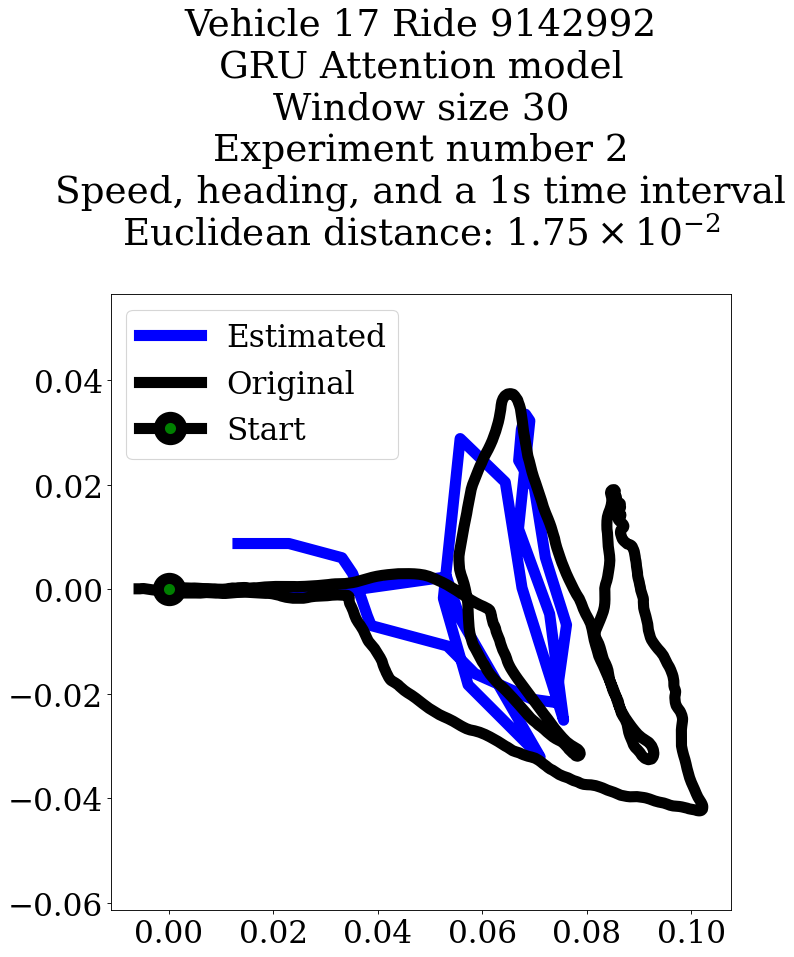 Vehicle 17 Ride 9142992
GRU Attention model
Window size 30
Experiment number 2
Speed, heading, and a 1s time interval
Euclidean distance: 1.75 × 10⁻²
Estimated
Original
Start
0.04
0.02
0.00
−0.02
−0.04
−0.06
0.00 0.02 0.04 0.06 0.08 0.10